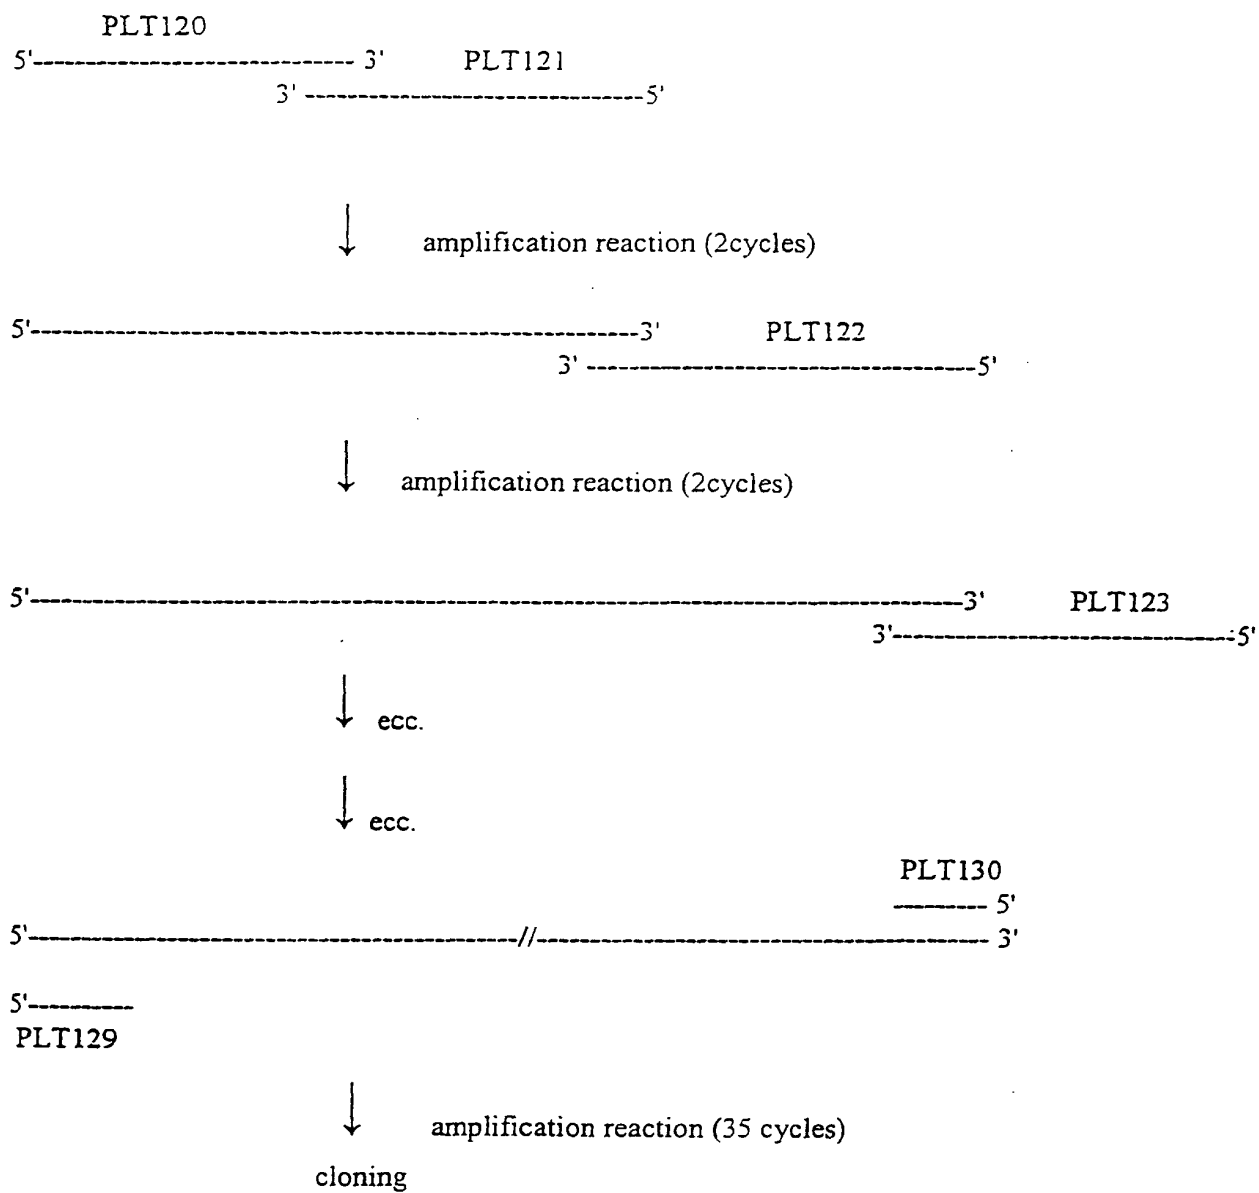 PLT120
5'---------------------------- 3' PLT121
3' ------------------------------5'
↓ amplification reaction (2cycles)
5'-----------------------------------------------------3' PLT122
3' ----------------------------------5'
↓ amplification reaction (2cycles)
5'---------------------------------------------------------------------------------3' PLT123
3'------------------------------5'
↓ ecc.
↓ ecc.
PLT130
-------- 5'
5'------------------------------------------//--------------------------------------- 3'
5'---------
PLT129
↓ amplification reaction (35 cycles)
cloning